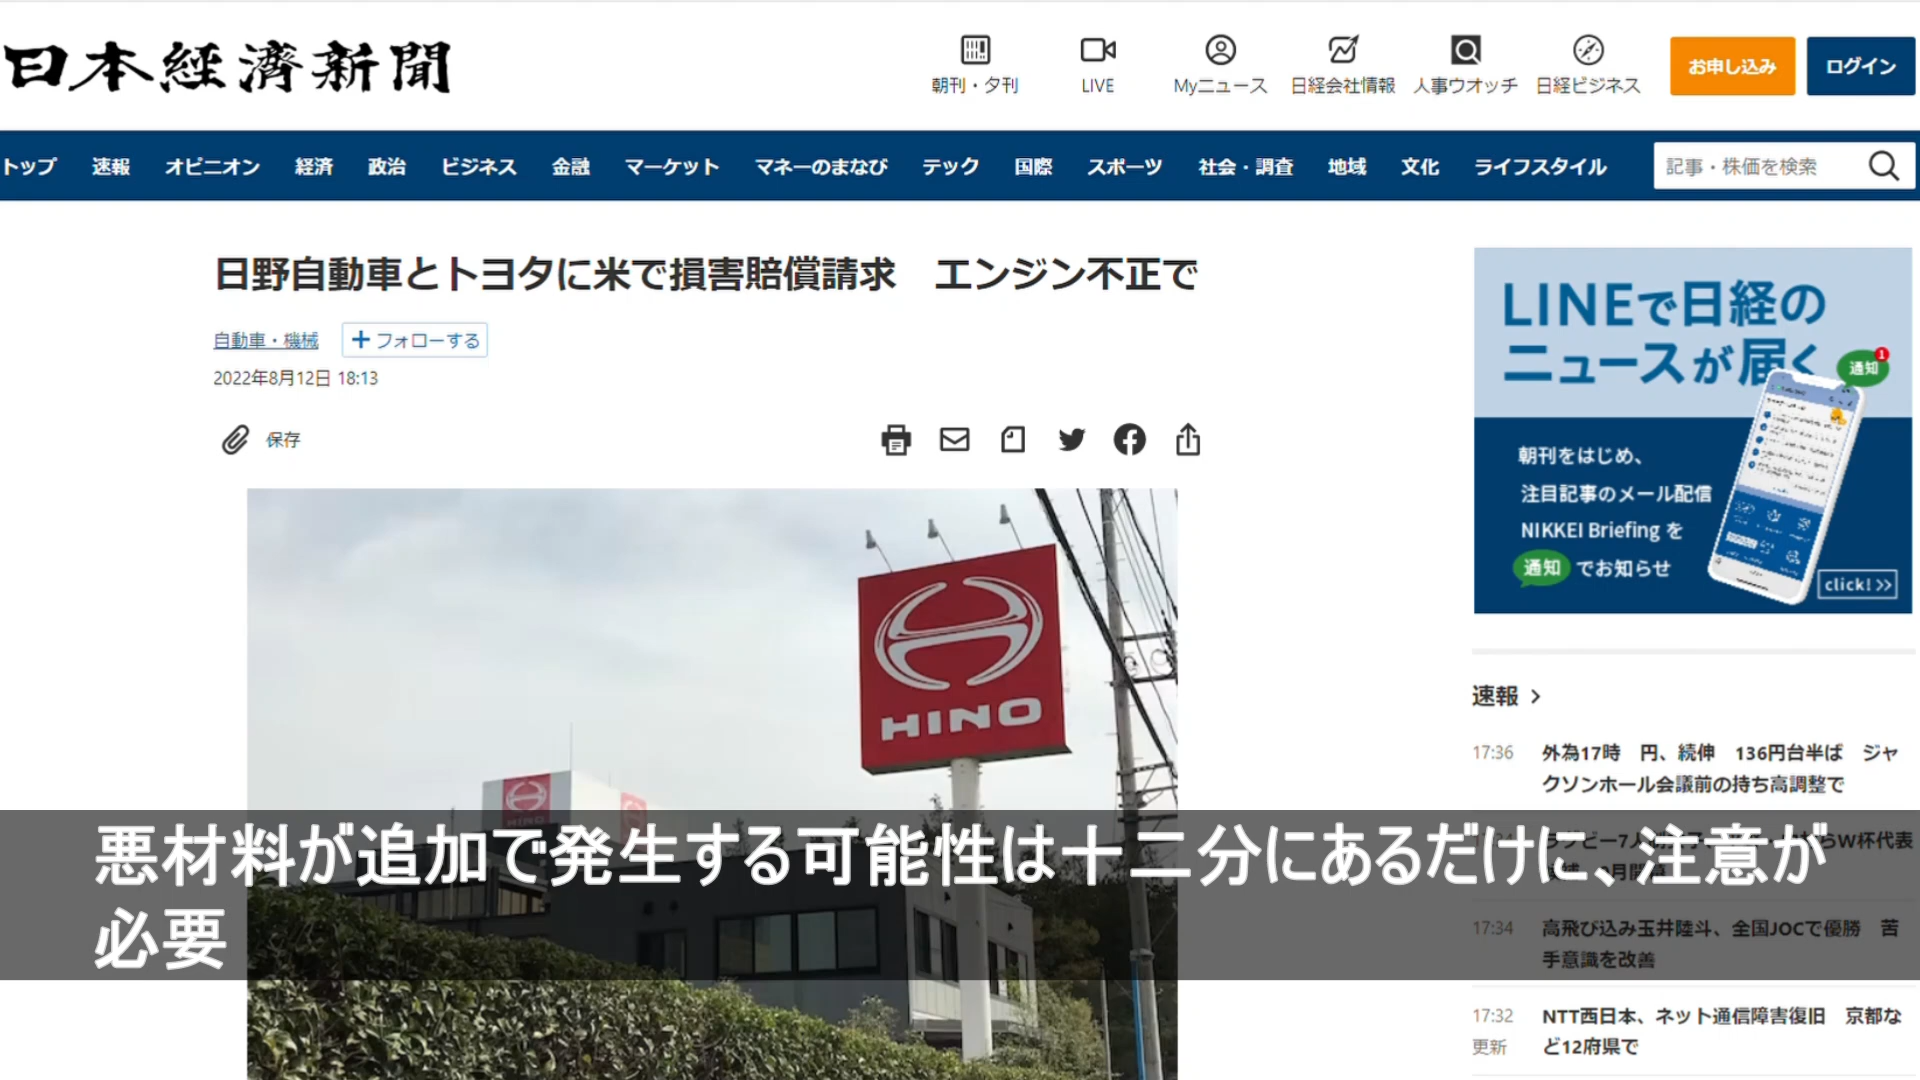 日本経済新聞
朝刊・夕刊
LIVE
Myニュース
日経会社情報
人事ウオッチ
日経ビジネス
お申し込み
ログイン
トップ 速報 オピニオン 経済 政治 ビジネス 金融 マーケット マネーのまなび テック 国際 スポーツ 社会・調査 地域 文化 ライフスタイル
記事・株価を検索
日野自動車とトヨタに米で損害賠償請求　エンジン不正で
自動車・機械
+フォローする
2022年8月12日 18:13
保存
HINO
悪材料が追加で発生する可能性は十二分にあるだけに、注意が
必要
LINEで日経の
ニュースが届く
通知
1
朝刊をはじめ、
注目記事のメール配信
NIKKEI Briefing を
通知 でお知らせ
click! >>
速報 >
17:36 外為17時　円、続伸　136円台半ば　ジャ
クソンホール会議前の持ち高調整で
W杯代表
17:34 高飛び込み玉井陸斗、全国JOCで優勝　苦
手意識を改善
17:32 NTT西日本、ネット通信障害復旧　京都な
更新 ど12府県で